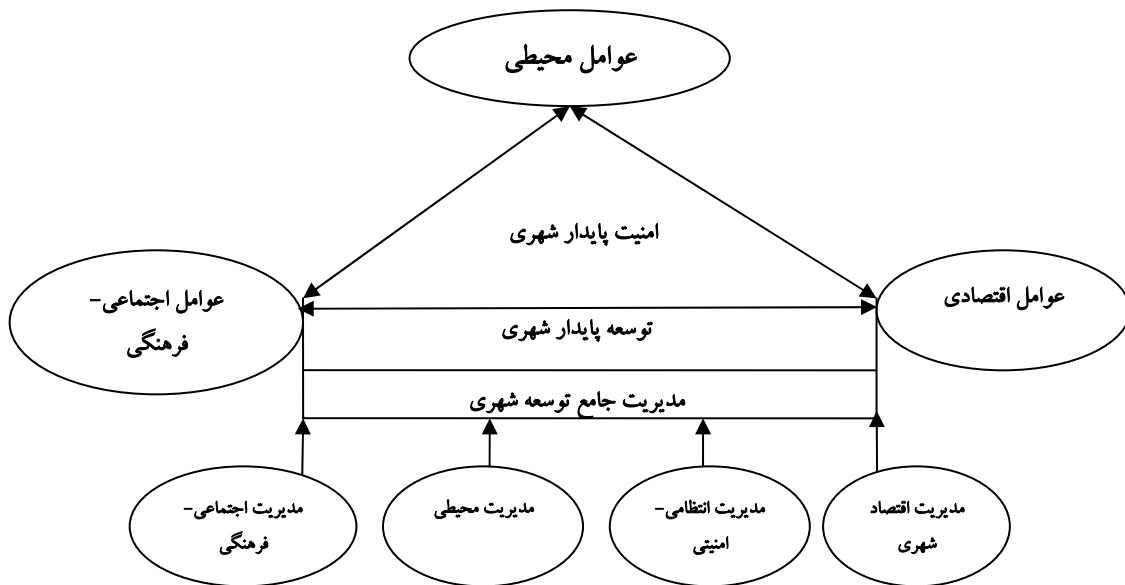 عوامل محیطی
امنیت پایدار شهری
عوامل اقتصادی
عوامل اجتماعی-
فرهنگی
توسعه پایدار شهری
مدیریت جامع توسعه شهری
مدیریت اقتصاد
شهری
مدیریت انتظامی-
امنیتی
مدیریت محیطی
مدیریت اجتماعی-
فرهنگی